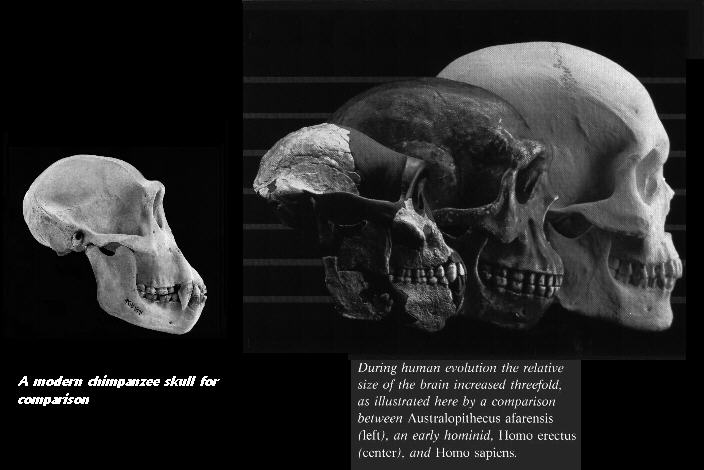 A modern chimpanzee skull for
comparison
During human evolution the relative
size of the brain increased threefold,
as illustrated here by a comparison
between Australopithecus afarensis
(left), an early hominid, Homo erectus
(center), and Homo sapiens.